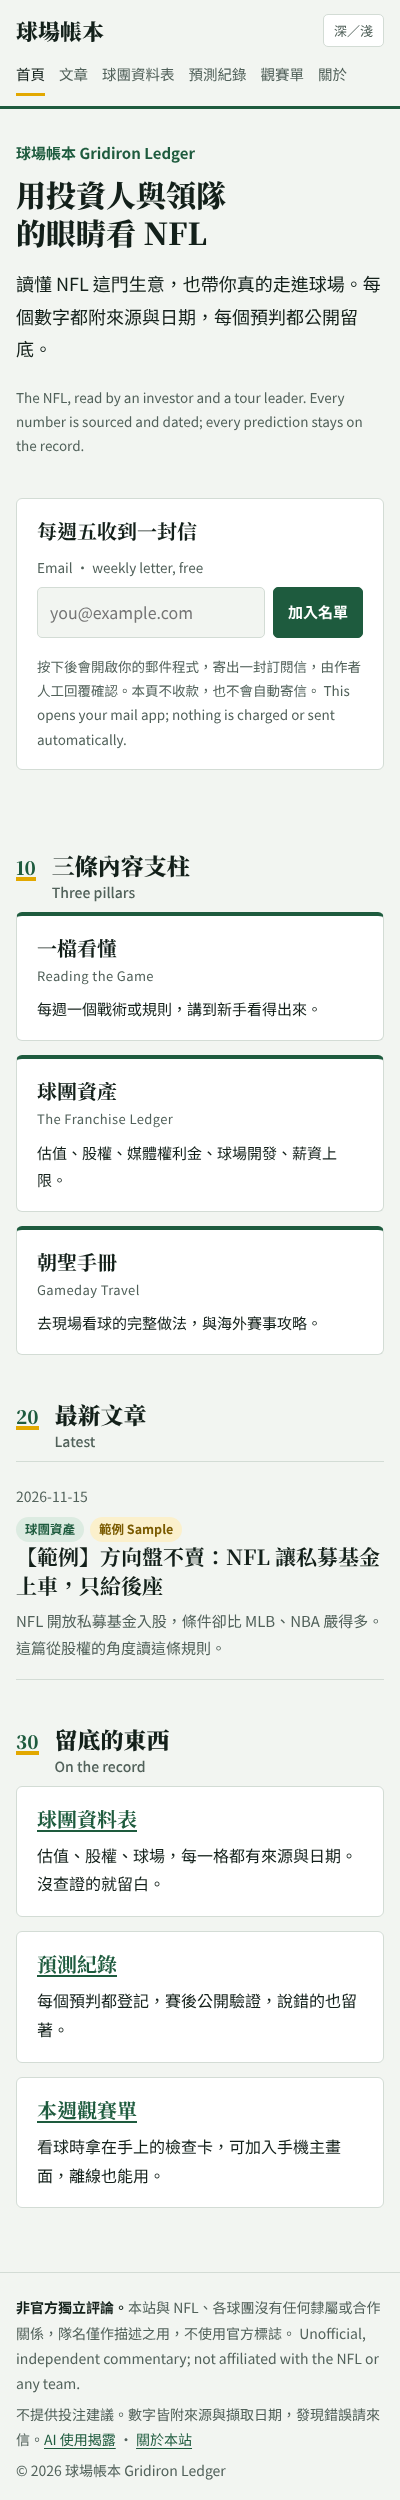 球場帳本
深／淺
首頁 文章 球團資料表 預測紀錄 觀賽單 關於
球場帳本 Gridiron Ledger
用投資人與領隊
的眼睛看 NFL
讀懂 NFL 這門生意，也帶你真的走進球場。每
個數字都附來源與日期，每個預判都公開留
底。
The NFL, read by an investor and a tour leader. Every
number is sourced and dated; every prediction stays on
the record.
每週五收到一封信
Email ・ weekly letter, free
you@example.com
加入名單
按下後會開啟你的郵件程式，寄出一封訂閱信，由作者
人工回覆確認。本頁不收款，也不會自動寄信。 This
opens your mail app; nothing is charged or sent
automatically.
10 三條內容支柱
Three pillars
一檔看懂
Reading the Game
每週一個戰術或規則，講到新手看得出來。
球團資產
The Franchise Ledger
估值、股權、媒體權利金、球場開發、薪資上
限。
朝聖手冊
Gameday Travel
去現場看球的完整做法，與海外賽事攻略。
20 最新文章
Latest
2026-11-15
球團資產 範例 Sample
【範例】方向盤不賣：NFL 讓私募基金
上車，只給後座
NFL 開放私募基金入股，條件卻比 MLB、NBA 嚴得多。
這篇從股權的角度讀這條規則。
30 留底的東西
On the record
球團資料表
估值、股權、球場，每一格都有來源與日期。
沒查證的就留白。
預測紀錄
每個預判都登記，賽後公開驗證，說錯的也留
著。
本週觀賽單
看球時拿在手上的檢查卡，可加入手機主畫
面，離線也能用。
非官方獨立評論。本站與 NFL、各球團沒有任何隸屬或合作
關係，隊名僅作描述之用，不使用官方標誌。 Unofficial,
independent commentary; not affiliated with the NFL or
any team.
不提供投注建議。數字皆附來源與擷取日期，發現錯誤請來
信。AI 使用揭露 ・ 關於本站
© 2026 球場帳本 Gridiron Ledger